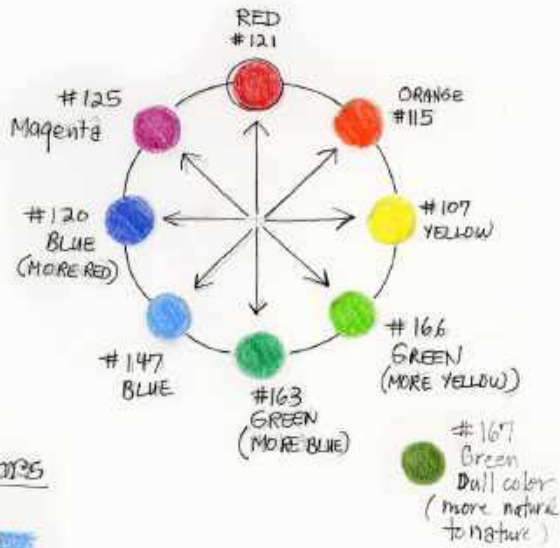 RED
#121
ORANGE
#115
#107
YELLOW
#166
GREEN
(MORE YELLOW)
#163
GREEN
(MORE BLUE)
#147
BLUE
#120
BLUE
(MORE RED)
#125
Magenta
#167
Green
Dull color
(more nature
to nature)